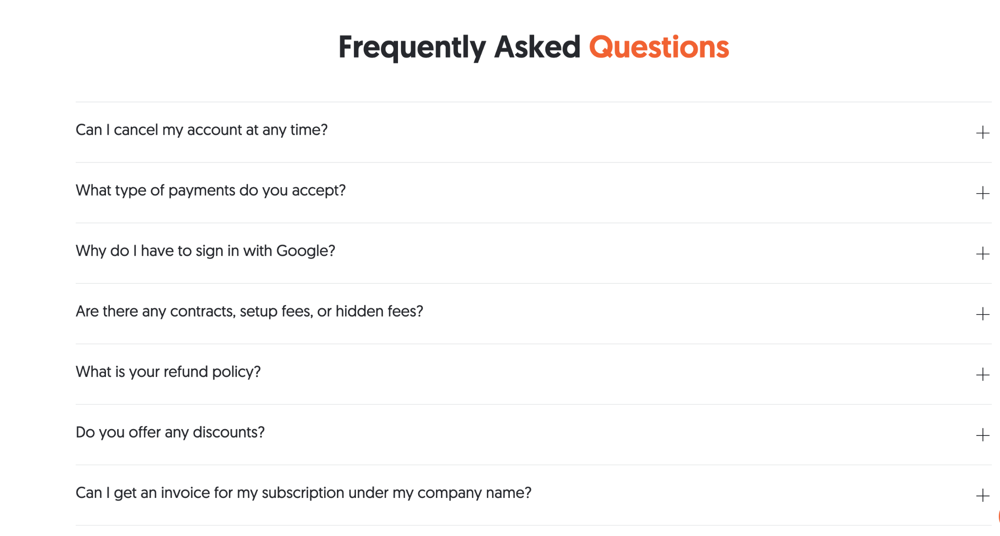 Frequently Asked Questions
Can I cancel my account at any time?
What type of payments do you accept?
Why do I have to sign in with Google?
Are there any contracts, setup fees, or hidden fees?
What is your refund policy?
Do you offer any discounts?
Can I get an invoice for my subscription under my company name?